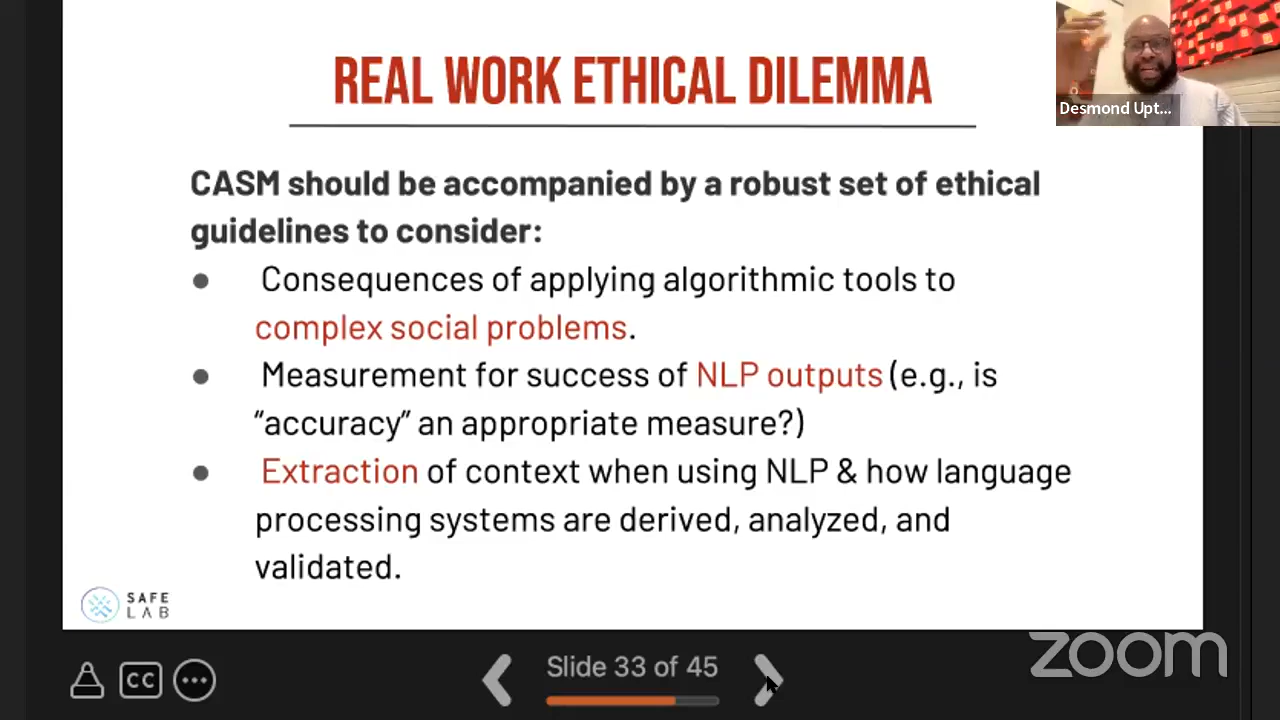 REAL WORK ETHICAL DILEMMA
Desmond Upt...
CASM should be accompanied by a robust set of ethical
guidelines to consider:
● Consequences of applying algorithmic tools to
complex social problems.
● Measurement for success of NLP outputs (e.g., is
“accuracy” an appropriate measure?)
● Extraction of context when using NLP & how language
processing systems are derived, analyzed, and
validated.
SAFE
LAB
zoom
CC
Slide 33 of 45